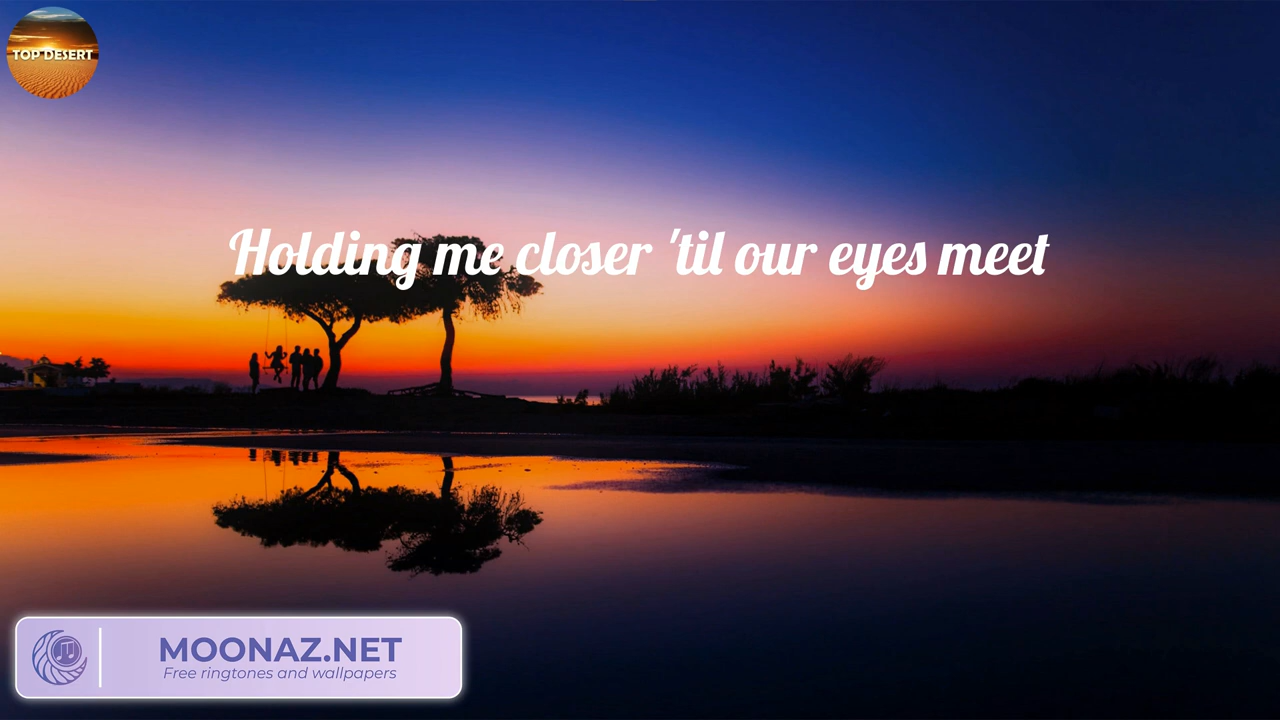 TOP DESERT
Holding me closer 'til our eyes meet
MOONAZ.NET
Free ringtones and wallpapers